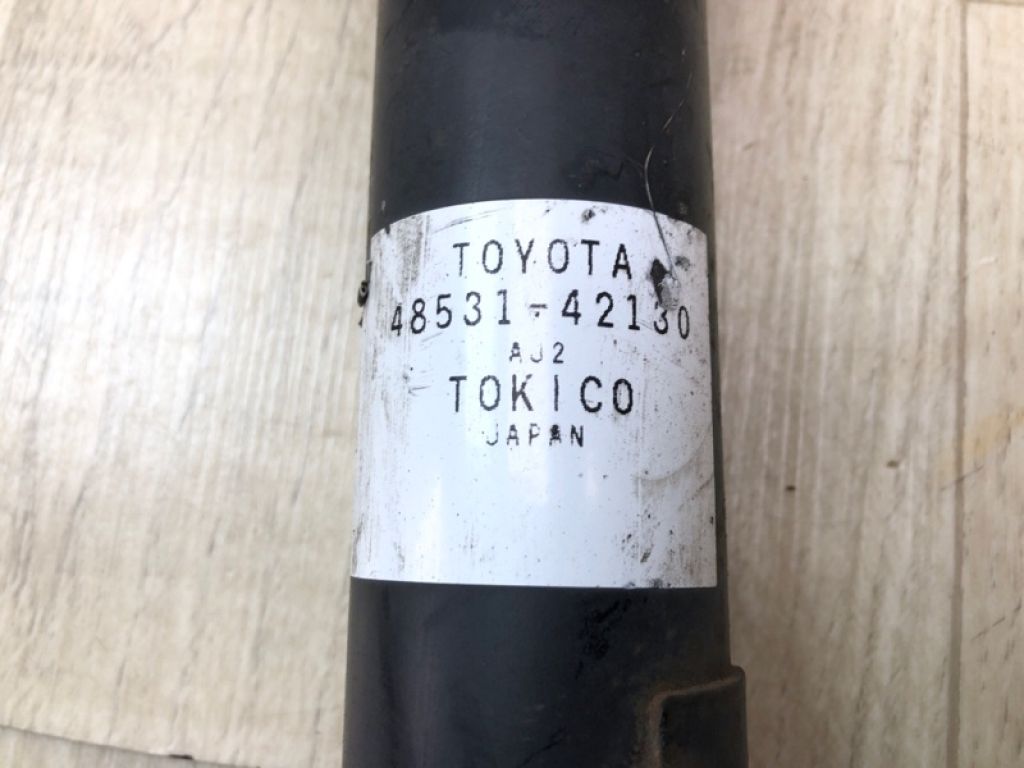 TOYOTA
48531-42130
AJ2
TOKICO
JAPAN